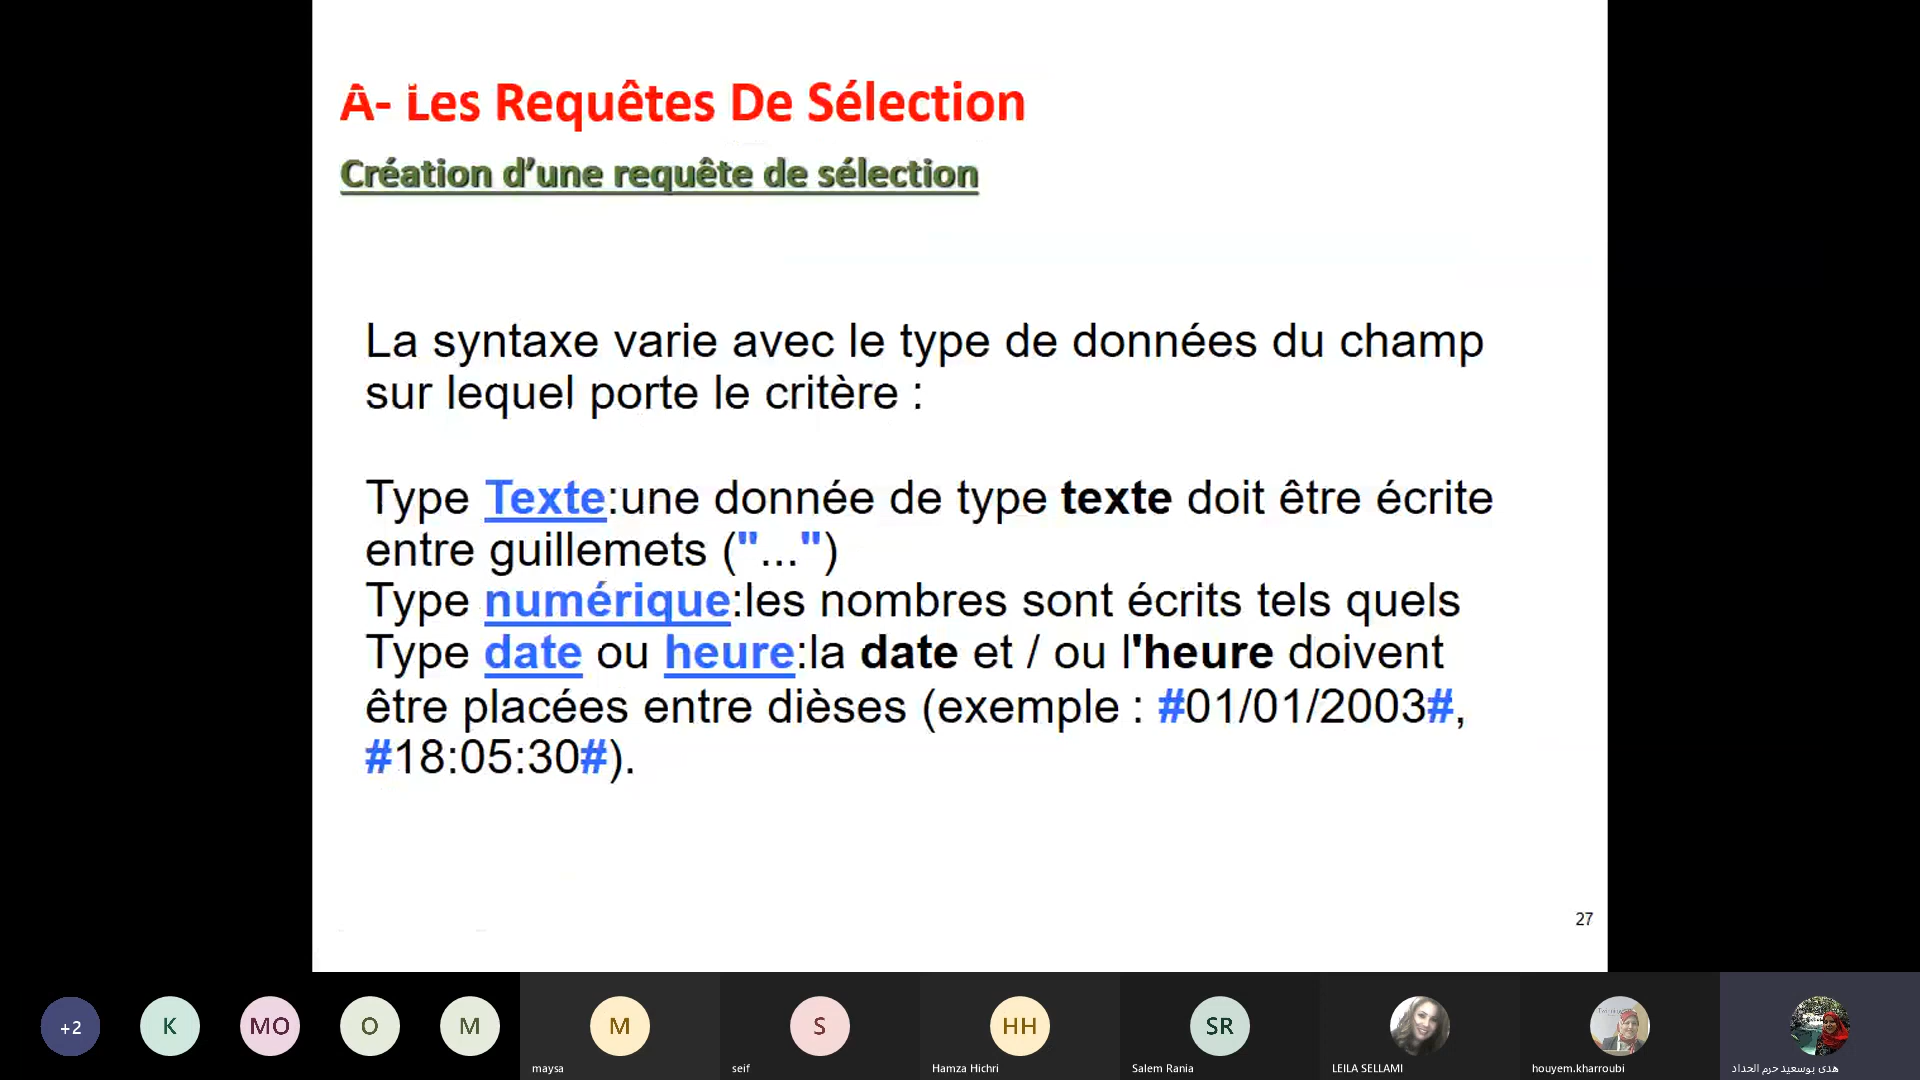 A- Les Requêtes De Sélection
Création d’une requête de sélection
La syntaxe varie avec le type de données du champ
sur lequel porte le critère :
Type Texte:une donnée de type texte doit être écrite
entre guillemets ("...")
Type numérique:les nombres sont écrits tels quels
Type date ou heure:la date et / ou l'heure doivent
être placées entre dièses (exemple : #01/01/2003#,
#18:05:30#).
27
+2
K
MO
O
M
M
S
HH
SR
maysa
seif
Hamza Hichri
Salem Rania
LEILA SELLAMI
houyem.kharroubi
هدى بوسعيد حرم الحداد